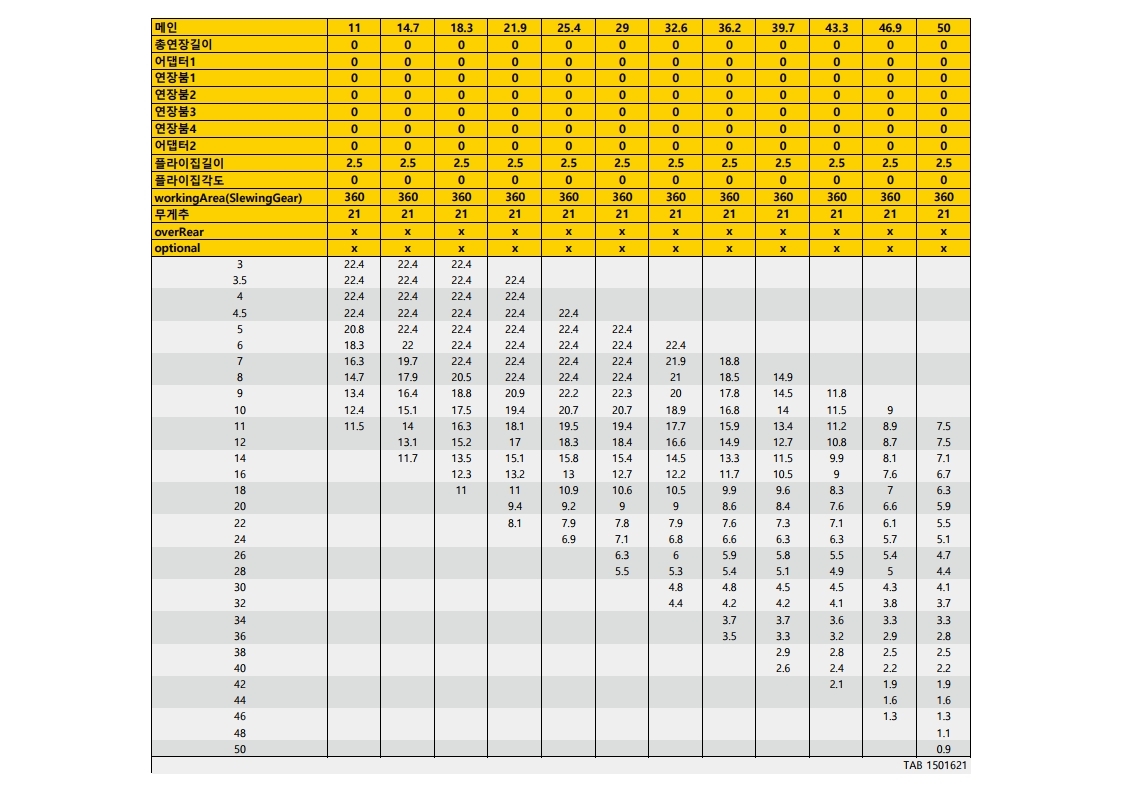 메인 11 14.7 18.3 21.9 25.4 29 32.6 36.2 39.7 43.3 46.9 50
총연장길이 0 0 0 0 0 0 0 0 0 0 0 0
어댑터1 0 0 0 0 0 0 0 0 0 0 0 0
연장붐1 0 0 0 0 0 0 0 0 0 0 0 0
연장붐2 0 0 0 0 0 0 0 0 0 0 0 0
연장붐3 0 0 0 0 0 0 0 0 0 0 0 0
연장붐4 0 0 0 0 0 0 0 0 0 0 0 0
어댑터2 0 0 0 0 0 0 0 0 0 0 0 0
플라이집길이 2.5 2.5 2.5 2.5 2.5 2.5 2.5 2.5 2.5 2.5 2.5 2.5
플라이집각도 0 0 0 0 0 0 0 0 0 0 0 0
workingArea(SlewingGear) 360 360 360 360 360 360 360 360 360 360 360 360
무게추 21 21 21 21 21 21 21 21 21 21 21 21
overRear x x x x x x x x x x x x
optional x x x x x x x x x x x x
3 22.4 22.4 22.4
3.5 22.4 22.4 22.4 22.4
4 22.4 22.4 22.4 22.4
4.5 22.4 22.4 22.4 22.4 22.4
5 20.8 22.4 22.4 22.4 22.4 22.4
6 18.3 22 22.4 22.4 22.4 22.4 22.4
7 16.3 19.7 22.4 22.4 22.4 22.4 21.9 18.8
8 14.7 17.9 20.5 22.4 22.4 22.4 21 18.5 14.9
9 13.4 16.4 18.8 20.9 22.2 22.3 20 17.8 14.5 11.8
10 12.4 15.1 17.5 19.4 20.7 20.7 18.9 16.8 14 11.5 9
11 11.5 14 16.3 18.1 19.5 19.4 17.7 15.9 13.4 11.2 8.9 7.5
12 13.1 15.2 17 18.3 18.4 16.6 14.9 12.7 10.8 8.7 7.5
14 11.7 13.5 15.1 15.8 15.4 14.5 13.3 11.5 9.9 8.1 7.1
16 12.3 13.2 13 12.7 12.2 11.7 10.5 9 7.6 6.7
18 11 11 10.9 10.6 10.5 9.9 9.6 8.3 7 6.3
20 9.4 9.2 9 9 8.6 8.4 7.6 6.6 5.9
22 8.1 7.9 7.8 7.9 7.6 7.3 7.1 6.1 5.5
24 6.9 7.1 6.8 6.6 6.3 6.3 5.7 5.1
26 6.3 6 5.9 5.8 5.5 5.4 4.7
28 5.5 5.3 5.4 5.1 4.9 5 4.4
30 4.8 4.8 4.5 4.5 4.3 4.1
32 4.4 4.2 4.2 4.1 3.8 3.7
34 3.7 3.7 3.6 3.3 3.3
36 3.5 3.3 3.2 2.9 2.8
38 2.9 2.8 2.5 2.5
40 2.6 2.4 2.2 2.2
42 2.1 1.9 1.9
44 1.6 1.6
46 1.3 1.3
48 1.1
50 0.9
TAB 1501621